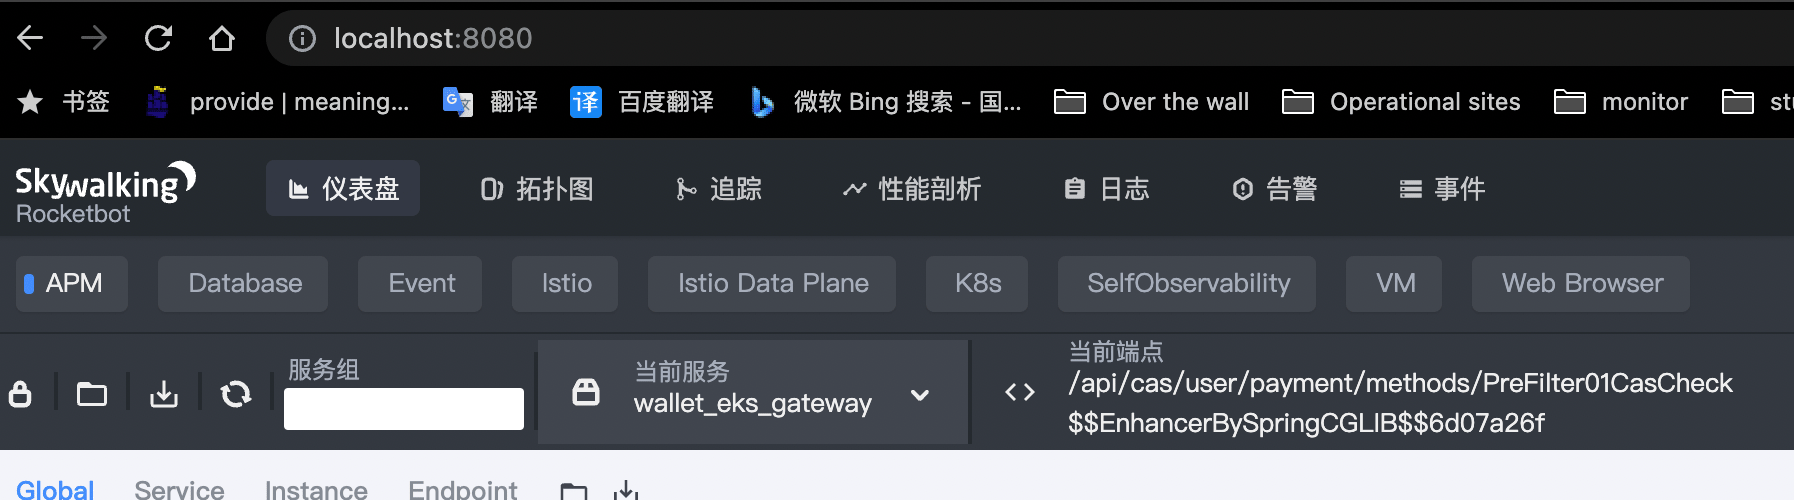 localhost:8080
书签 provide | meaning... 翻译 百度翻译 微软 Bing 搜索 - 国... Over the wall Operational sites monitor
Skywalking
Rocketbot
仪表盘 拓扑图 追踪 性能剖析 日志 告警 事件
APM Database Event Istio Istio Data Plane K8s SelfObservability VM Web Browser
服务组
当前服务
wallet_eks_gateway
当前端点
/api/cas/user/payment/methods/PreFilter01CasCheck
$$EnhancerBySpringCGLIB$$6d07a26f
Global Service Instance Endpoint